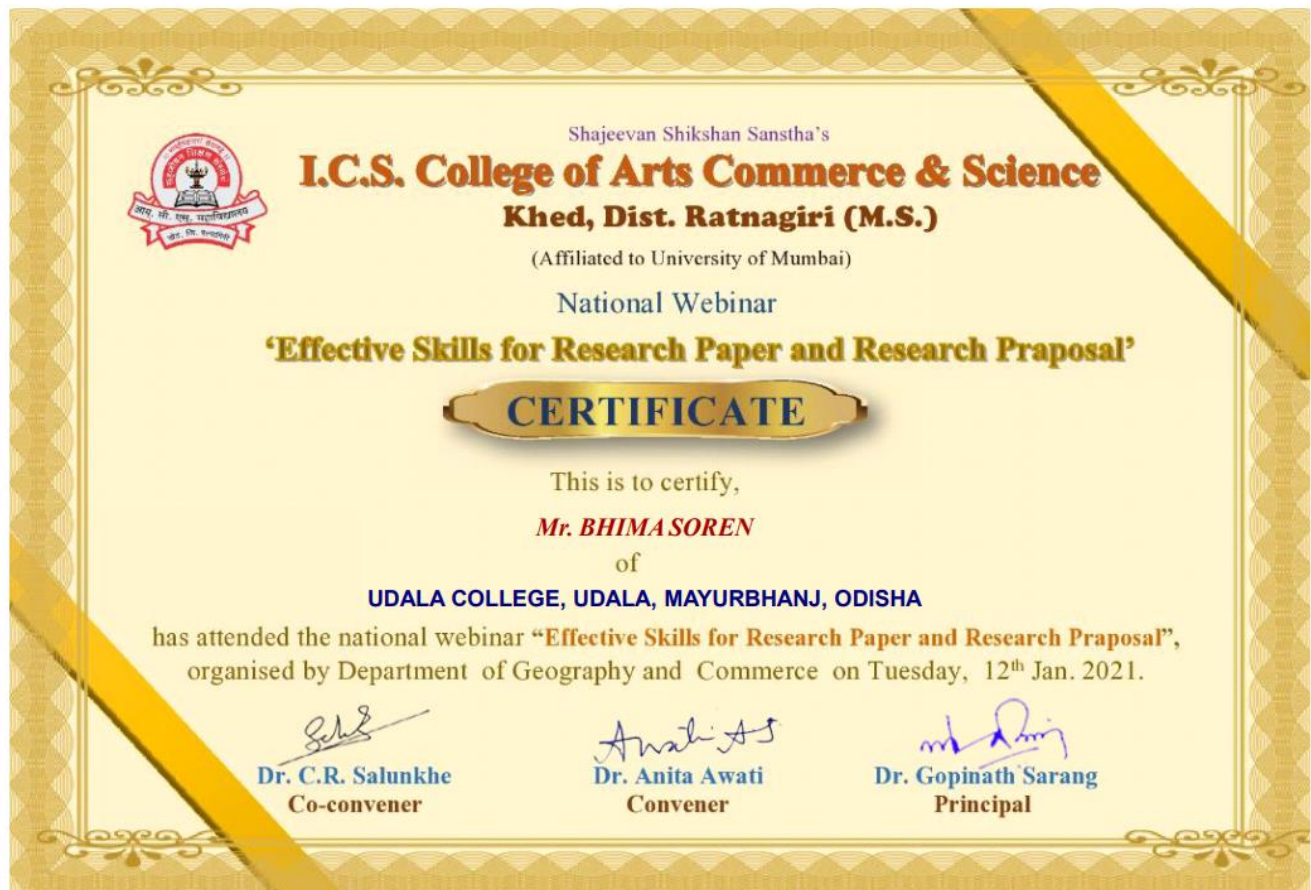 Shajeevan Shikshan Sanstha's
I.C.S. College of Arts Commerce & Science
Khed, Dist. Ratnagiri (M.S.)
(Affiliated to University of Mumbai)
National Webinar
‘Effective Skills for Research Paper and Research Praposal’
CERTIFICATE
This is to certify,
Mr. BHIMA SOREN
of
UDALA COLLEGE, UDALA, MAYURBHANJ, ODISHA
has attended the national webinar “Effective Skills for Research Paper and Research Praposal”,
organised by Department of Geography and Commerce on Tuesday, 12th Jan. 2021.
Dr. C.R. Salunkhe
Co-convener
Dr. Anita Awati
Convener
Dr. Gopinath Sarang
Principal